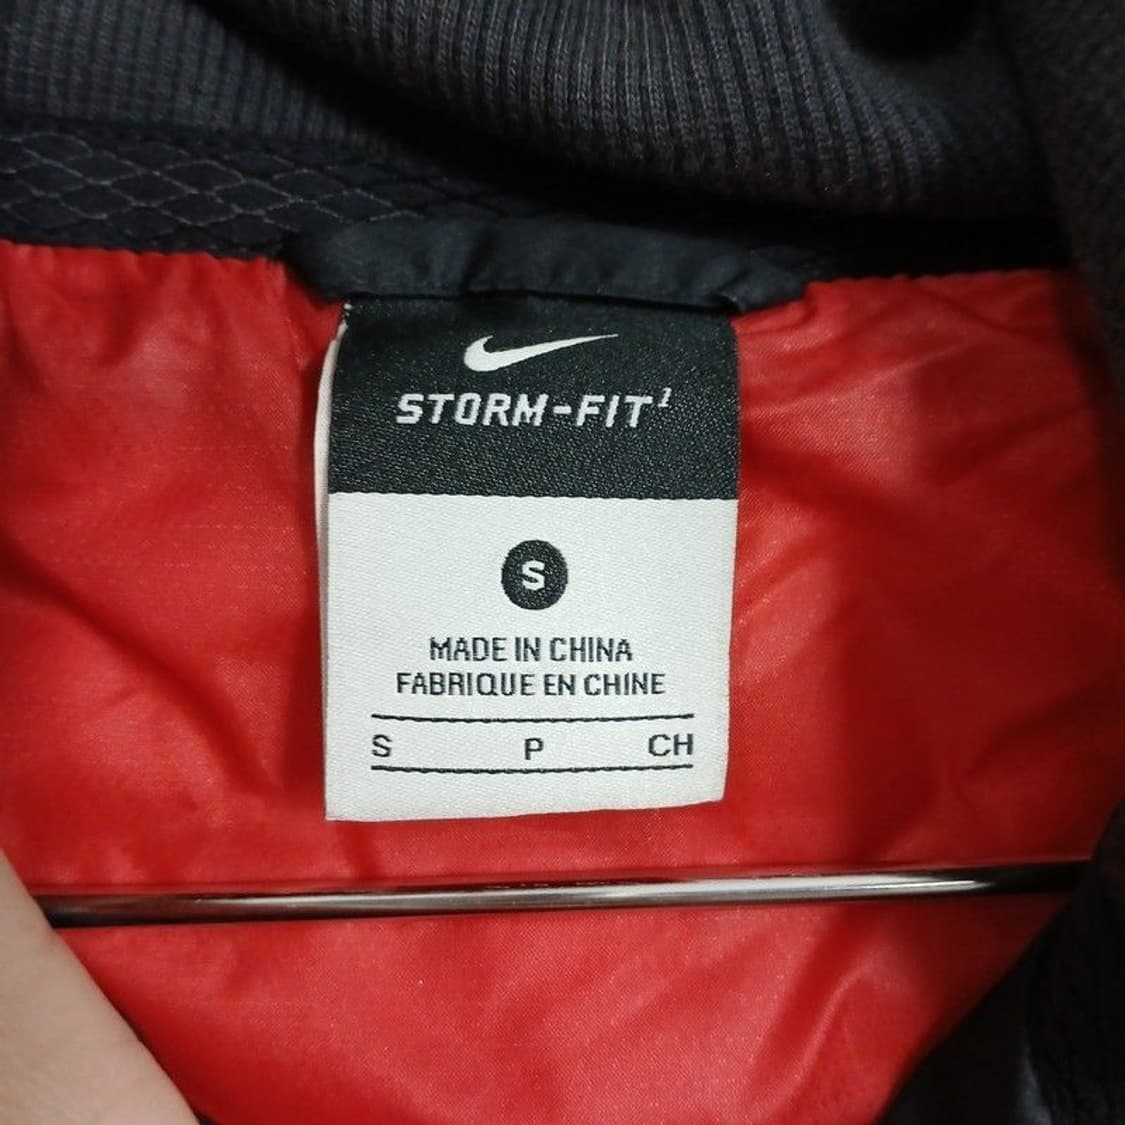 STORM-FIT¹
S
MADE IN CHINA
FABRIQUE EN CHINE
S P CH